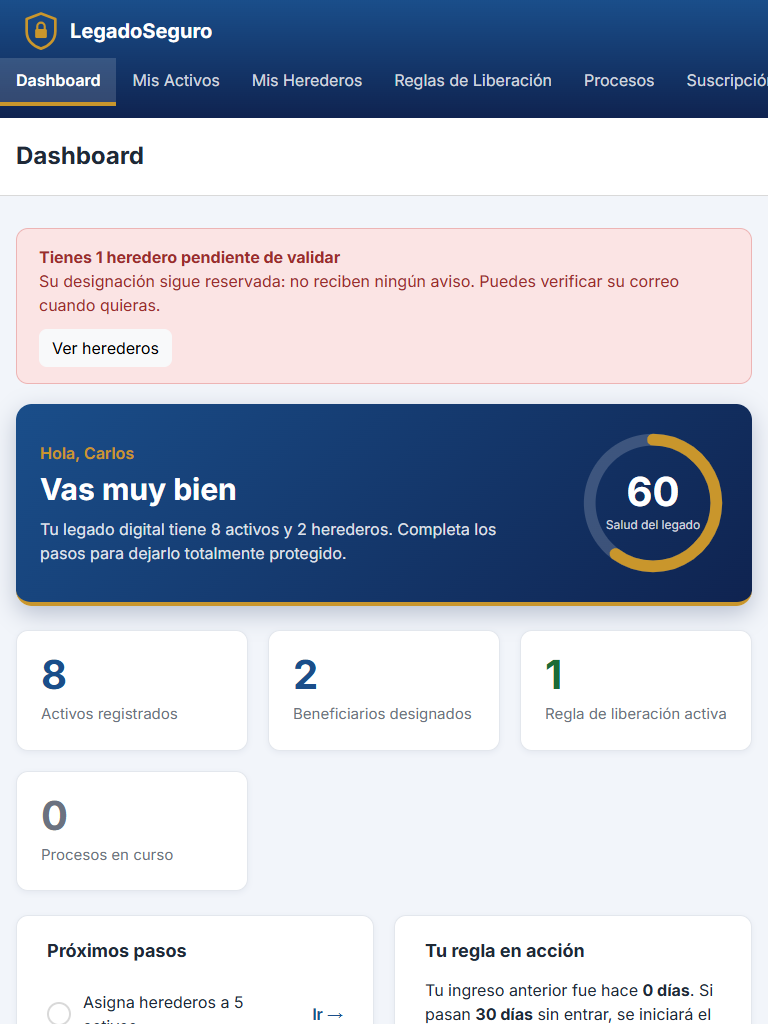 LegadoSeguro
Dashboard
Mis Activos
Mis Herederos
Reglas de Liberación
Procesos
Suscripción
Dashboard
Tienes 1 heredero pendiente de validar
Su designación sigue reservada: no reciben ningún aviso. Puedes verificar su correo
cuando quieras.
Ver herederos
Hola, Carlos
Vas muy bien
Tu legado digital tiene 8 activos y 2 herederos. Completa los
pasos para dejarlo totalmente protegido.
60
Salud del legado
8
Activos registrados
2
Beneficiarios designados
1
Regla de liberación activa
0
Procesos en curso
Próximos pasos
Asigna herederos a 5
activos
Ir →
Tu regla en acción
Tu ingreso anterior fue hace 0 días. Si
pasan 30 días sin entrar, se iniciará el